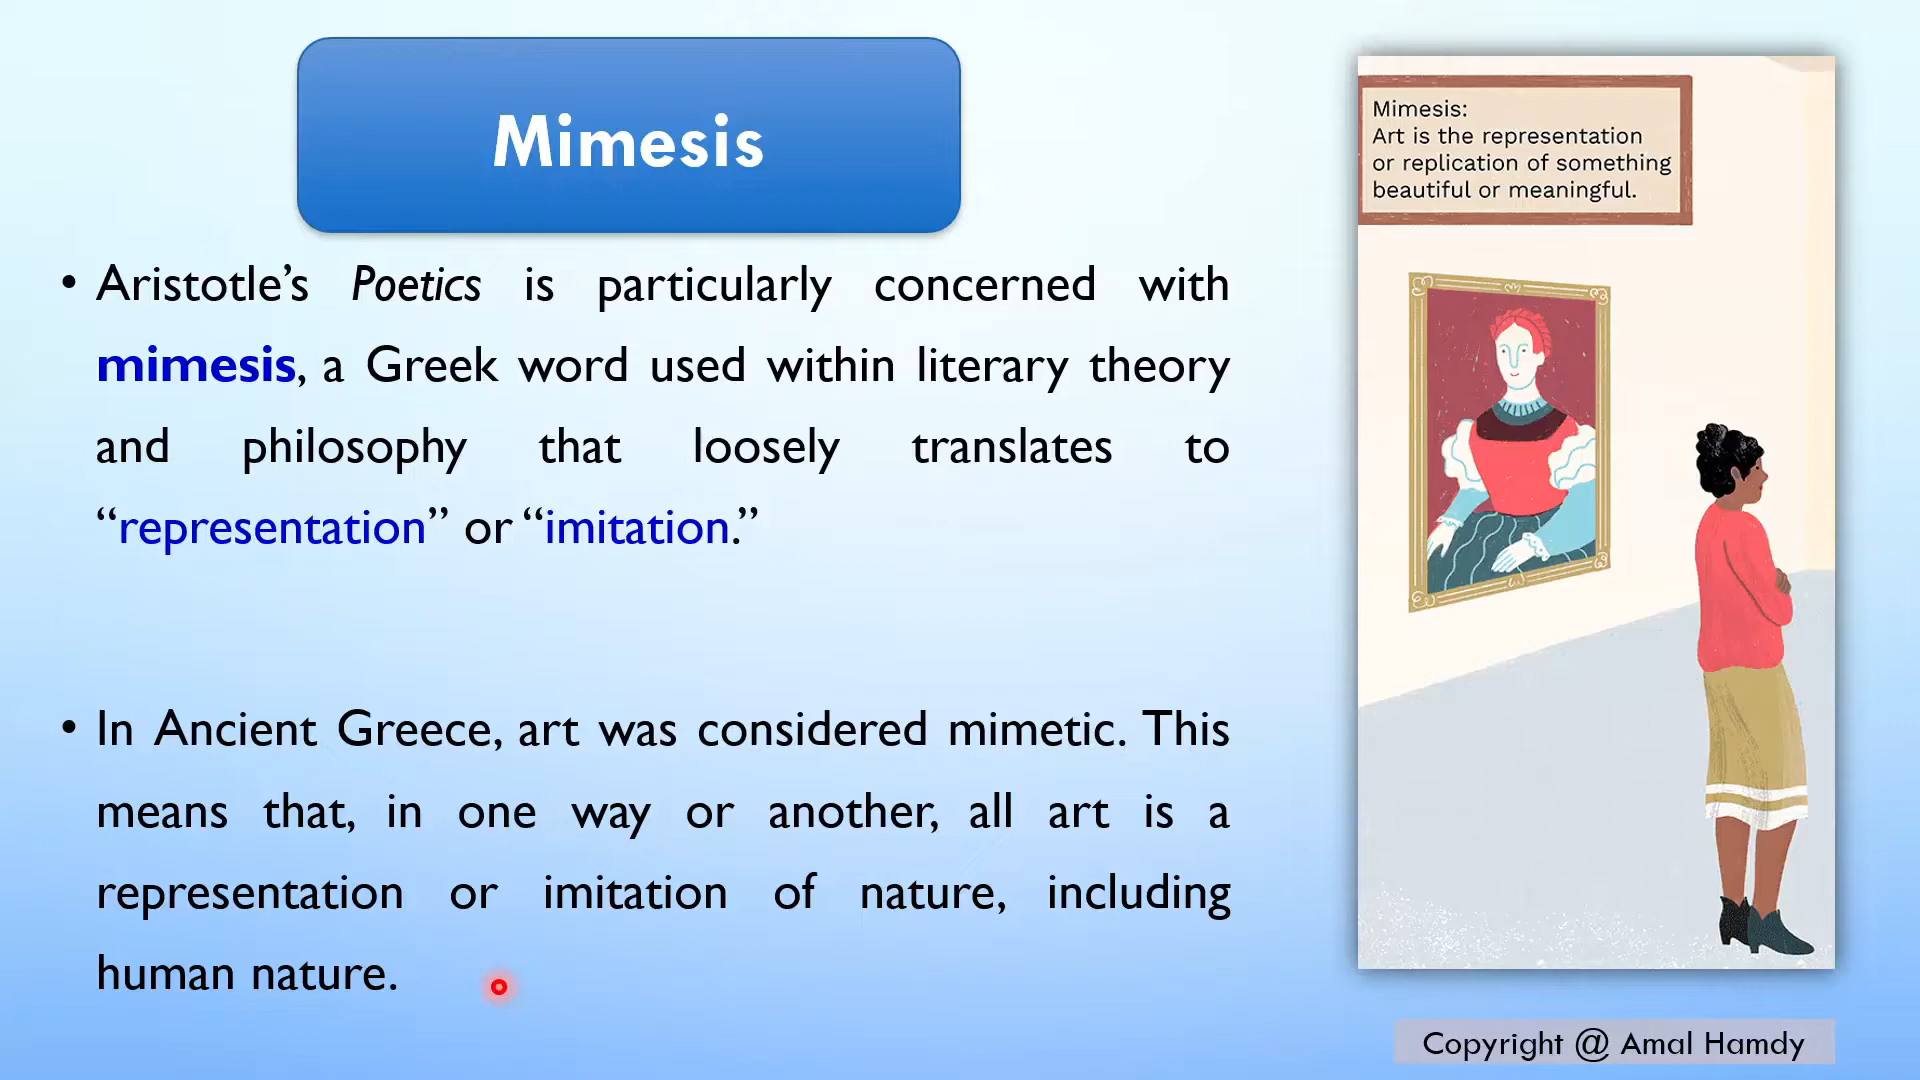 Mimesis
• Aristotle’s Poetics is particularly concerned with
mimesis, a Greek word used within literary theory
and philosophy that loosely translates to
“representation” or “imitation.”
• In Ancient Greece, art was considered mimetic. This
means that, in one way or another, all art is a
representation or imitation of nature, including
human nature.
Mimesis:
Art is the representation
or replication of something
beautiful or meaningful.
Copyright @ Amal Hamdy